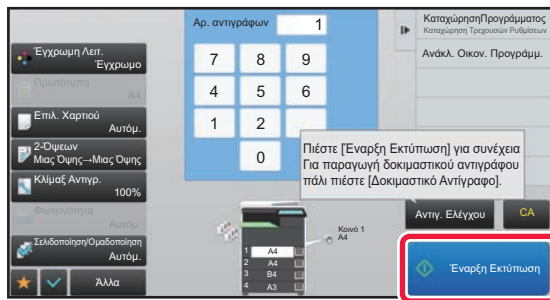 Αρ. αντιγράφων
1
ΚαταχώρησηΠρογράμματος
Καταχώρηση Τρεχουσών Ρυθμίσεων
Ανάκλ. Οικον. Προγράμμ.
Έγχρωμη Λειτ.
Έγχρωμο
Πρωτότυπο
A4
Επιλ. Χαρτιού
Αυτόμ.
2-Όψεων
Μιας Όψης→Μιας Όψης
Κλίμαξ Αντιγρ.
100%
Φωτεινότητα
Αυτόμ.
Σελιδοποίηση/Ομαδοποίηση
Αυτόμ.
Άλλα
7
8
9
4
5
6
1
2
0
Πιέστε [Έναρξη Εκτύπωση] για συνέχεια
Για παραγωγή δοκιμαστικού αντιγράφου
πάλι πιέστε [Δοκιμαστικό Αντίγραφο].
Κοινό 1
A4
1 A4
2 A4
3 B4
4 A3
Αντιγ. Ελέγχου
CA
Έναρξη Εκτύπωση